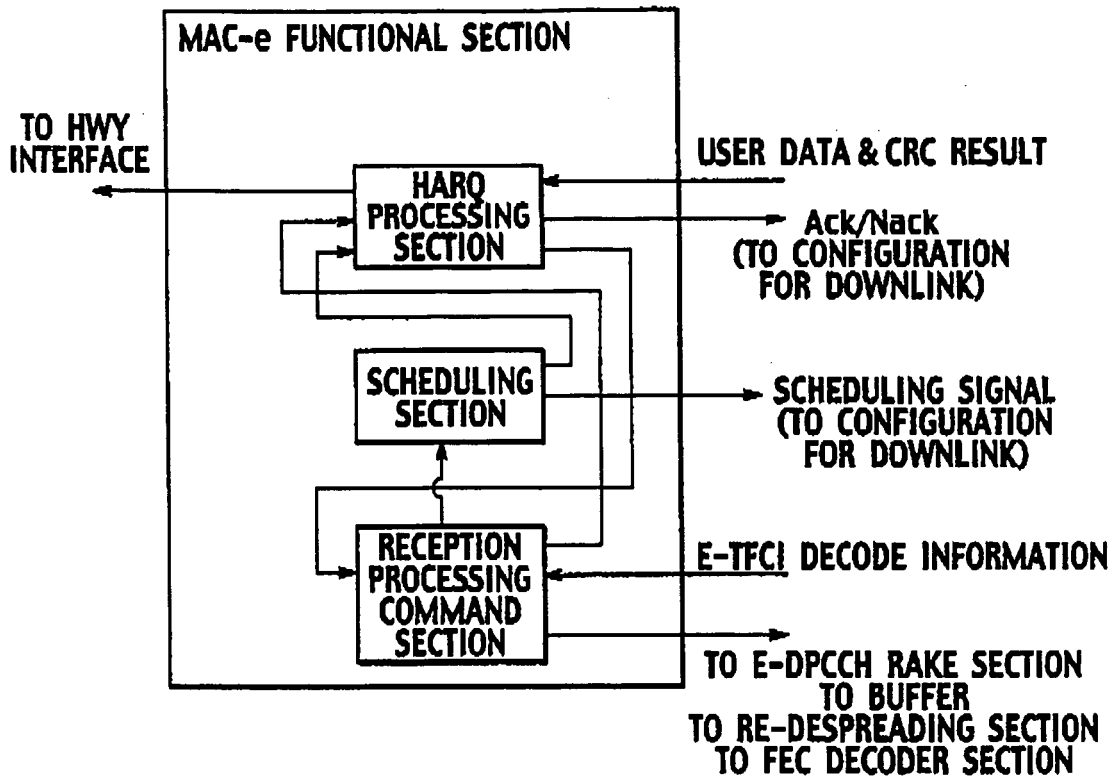 MAC-e FUNCTIONAL SECTION
TO HWY
INTERFACE
USER DATA & CRC RESULT
HARQ
PROCESSING
SECTION
Ack/Nack
(TO CONFIGURATION
FOR DOWNLINK)
SCHEDULING
SECTION
SCHEDULING SIGNAL
(TO CONFIGURATION
FOR DOWNLINK)
RECEPTION
PROCESSING
COMMAND
SECTION
E-TFCI DECODE INFORMATION
TO E-DPCCH RAKE SECTION
TO BUFFER
TO RE-DESPREADING SECTION
TO FEC DECODER SECTION